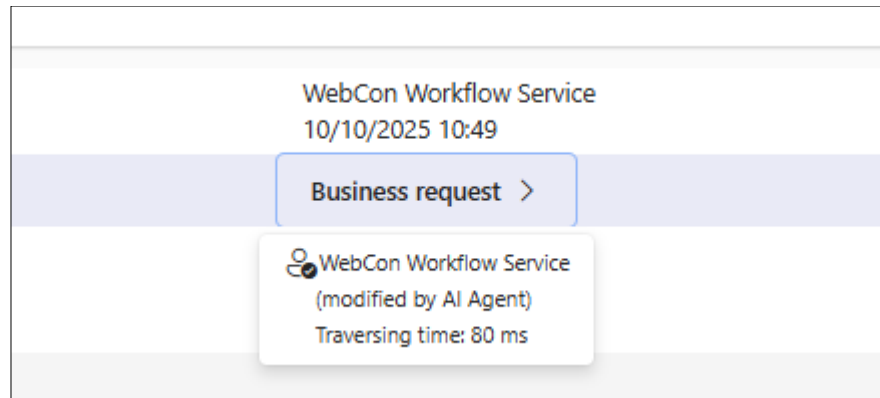 WebCon Workflow Service
10/10/2025 10:49
Business request
WebCon Workflow Service
(modified by AI Agent)
Traversing time: 80 ms